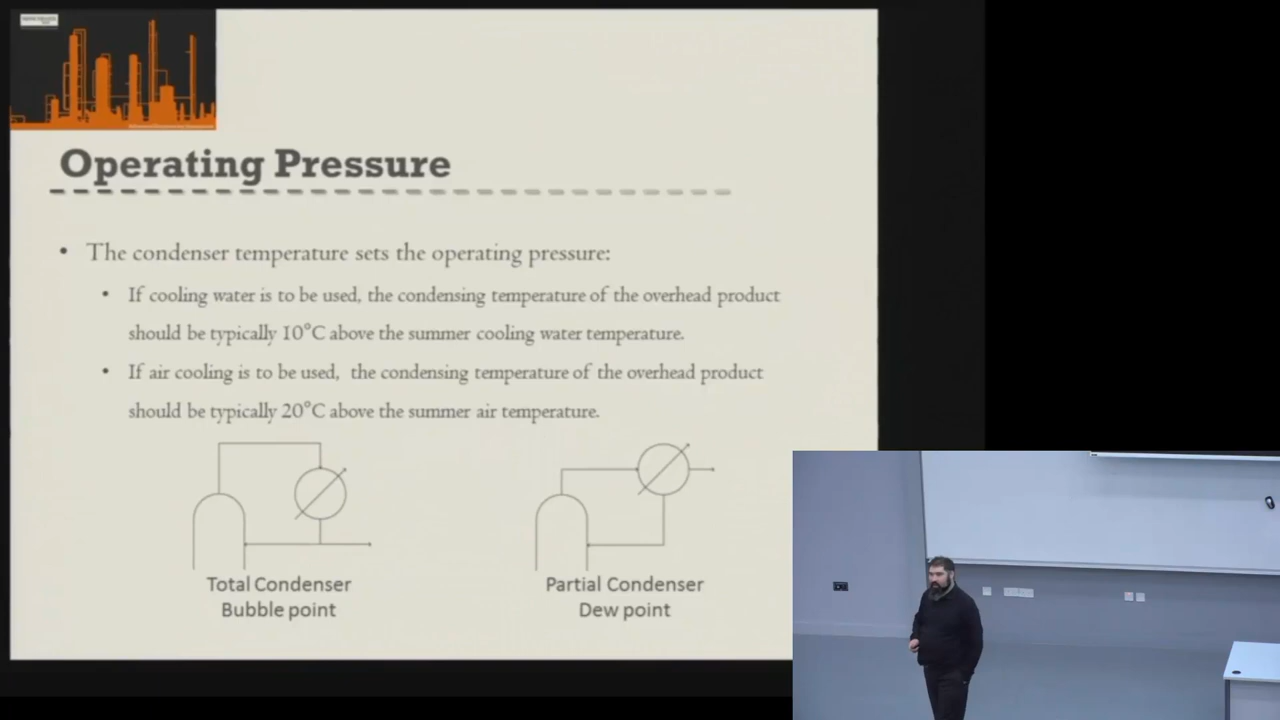 Operating Pressure
• The condenser temperature sets the operating pressure:
• If cooling water is to be used, the condensing temperature of the overhead product
should be typically 10°C above the summer cooling water temperature.
• If air cooling is to be used, the condensing temperature of the overhead product
should be typically 20°C above the summer air temperature.
Total Condenser
Bubble point
Partial Condenser
Dew point